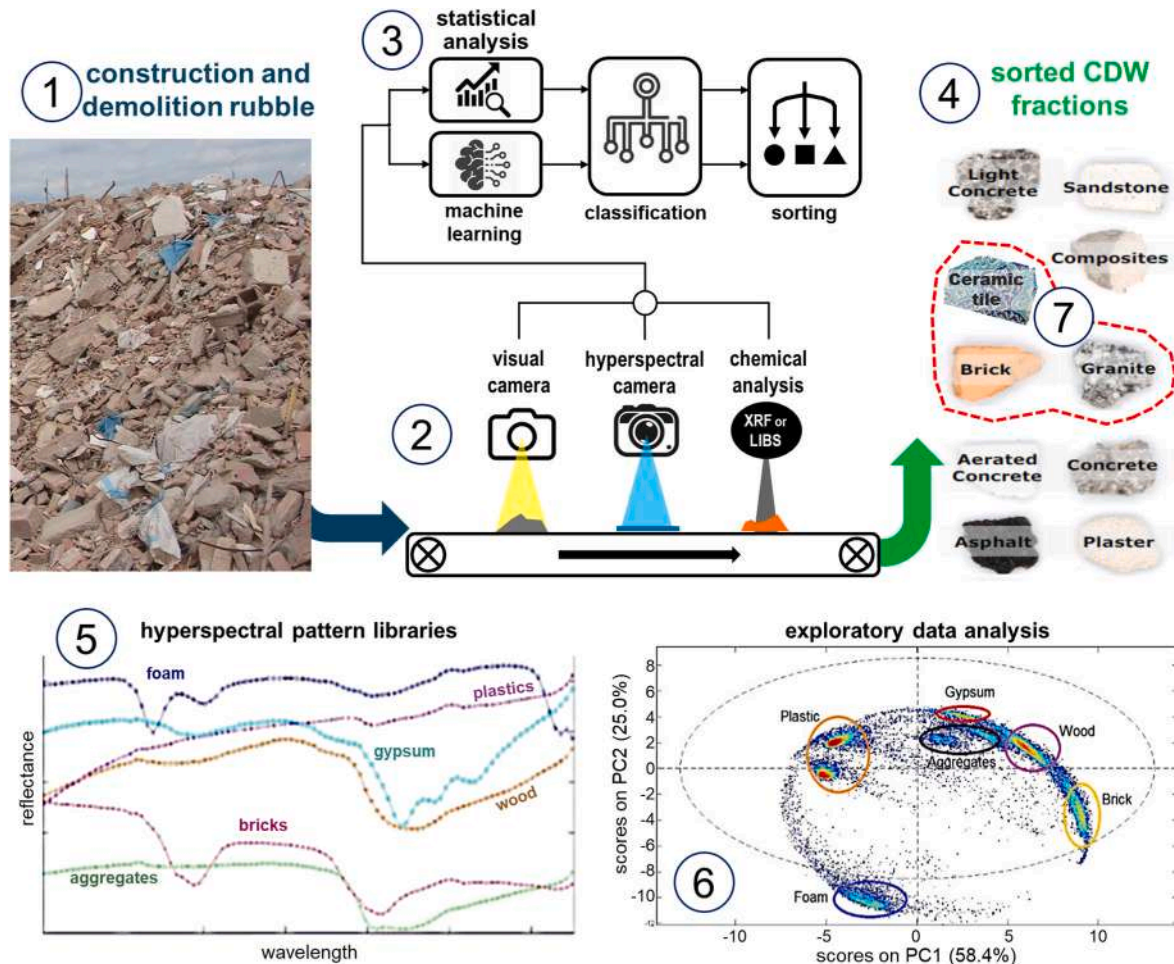 1
construction and
demolition rubble
3
statistical
analysis
machine
learning
classification
sorting
4
sorted CDW
fractions
Light
Concrete
Sandstone
Composites
Ceramic
tile
7
Brick
Granite
Aerated
Concrete
Concrete
Asphalt
Plaster
visual
camera
hyperspectral
camera
chemical
analysis
2
XRF or
LIBS
5
hyperspectral pattern libraries
foam
plastics
gypsum
wood
bricks
aggregates
reflectance
wavelength
exploratory data analysis
8
6
4
2
0
-2
-4
-6
-8
-10
-12
scores on PC2 (25.0%)
Gypsum
Plastic
Wood
Aggregates
Brick
Foam
6
-10
-5
0
5
10
scores on PC1 (58.4%)